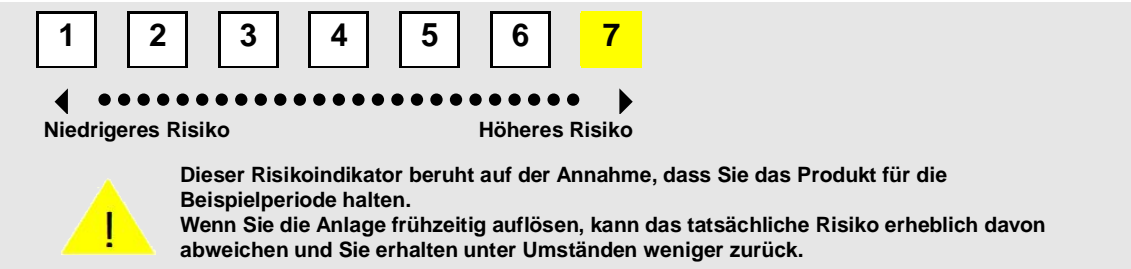 1 2 3 4 5 6 7
Niedrigeres Risiko Höheres Risiko
Dieser Risikoindikator beruht auf der Annahme, dass Sie das Produkt für die
Beispielperiode halten.
Wenn Sie die Anlage frühzeitig auflösen, kann das tatsächliche Risiko erheblich davon
abweichen und Sie erhalten unter Umständen weniger zurück.
!